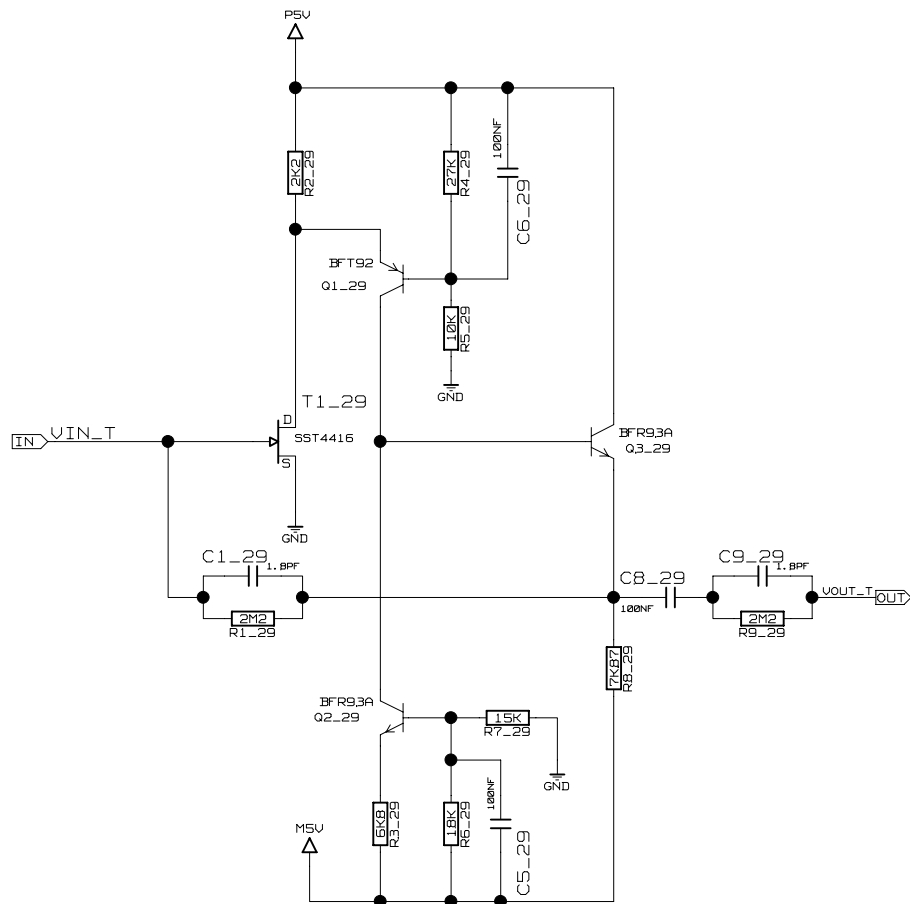 P5V
2K2
R2_29
27K
R4_29
100NF
C6_29
BFT92
Q1_29
10K
R5_29
GND
T1_29
D
SST4416
S
IN
VIN_T
GND
BFR93A
Q3_29
C1_29
1.8PF
2M2
R1_29
C8_29
100NF
C9_29
1.8PF
2M2
R9_29
VOUT_T
OUT
7K87
R8_29
BFR93A
Q2_29
15K
R7_29
GND
6K8
R3_29
18K
R6_29
100NF
C5_29
M5V